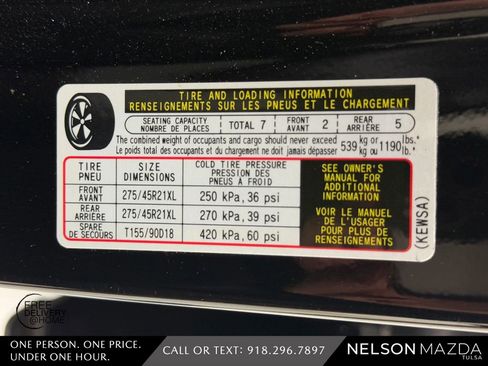 TIRE AND LOADING INFORMATION
RENSEIGNEMENTS SUR LES PNEUS ET LE CHARGEMENT
SEATING CAPACITY
NOMBRE DE PLACES
TOTAL 7
FRONT
AVANT 2
REAR
ARRIÈRE 5
The combined weight of occupants and cargo should never exceed 539 kg or 1190 lbs.
Le poids total des occupants et du chargement ne doit jamais dépasser kg ou lb.
TIRE
PNEU
SIZE
DIMENSIONS
COLD TIRE PRESSURE
PRESSION DES
PNEUS A FROID
FRONT
AVANT
275/45R21XL
250 kPa, 36 psi
REAR
ARRIÈRE
275/45R21XL
270 kPa, 39 psi
SPARE
DE SECOURS
T155/90D18
420 kPa, 60 psi
SEE OWNER'S
MANUAL FOR
ADDITIONAL
INFORMATION
VOIR LE MANUEL
DE L'USAGER
POUR PLUS DE
RENSEIGNEMENTS
(KEWSA)
FREE
DELIVERY
@HOME
ONE PERSON. ONE PRICE.
UNDER ONE HOUR.
CALL OR TEXT: 918.296.7897
NELSON MAZDA
TULSA